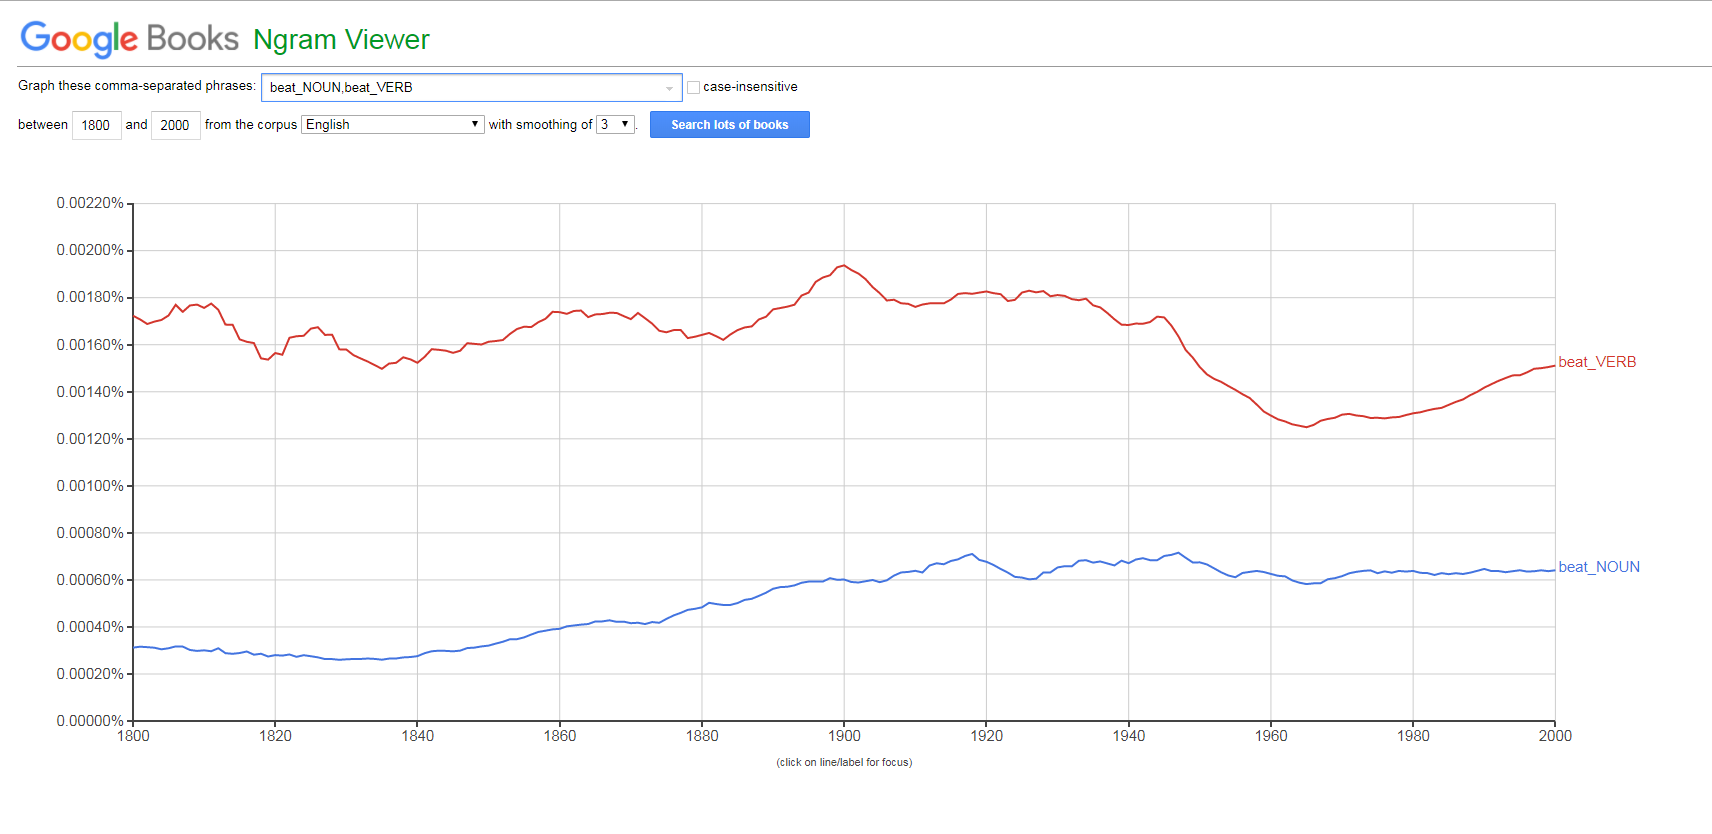 Google Books Ngram Viewer
Graph these comma-separated phrases: beat_NOUN,beat_VERB case-insensitive
between 1800 and 2000 from the corpus English with smoothing of 3 . Search lots of books
0.00220%
0.00200%
0.00180%
0.00160%
0.00140%
beat_VERB
0.00120%
0.00100%
0.00080%
0.00060%
beat_NOUN
0.00040%
0.00020%
0.00000%
1800 1820 1840 1860 1880 1900 1920 1940 1960 1980 2000
(click on line/label for focus)